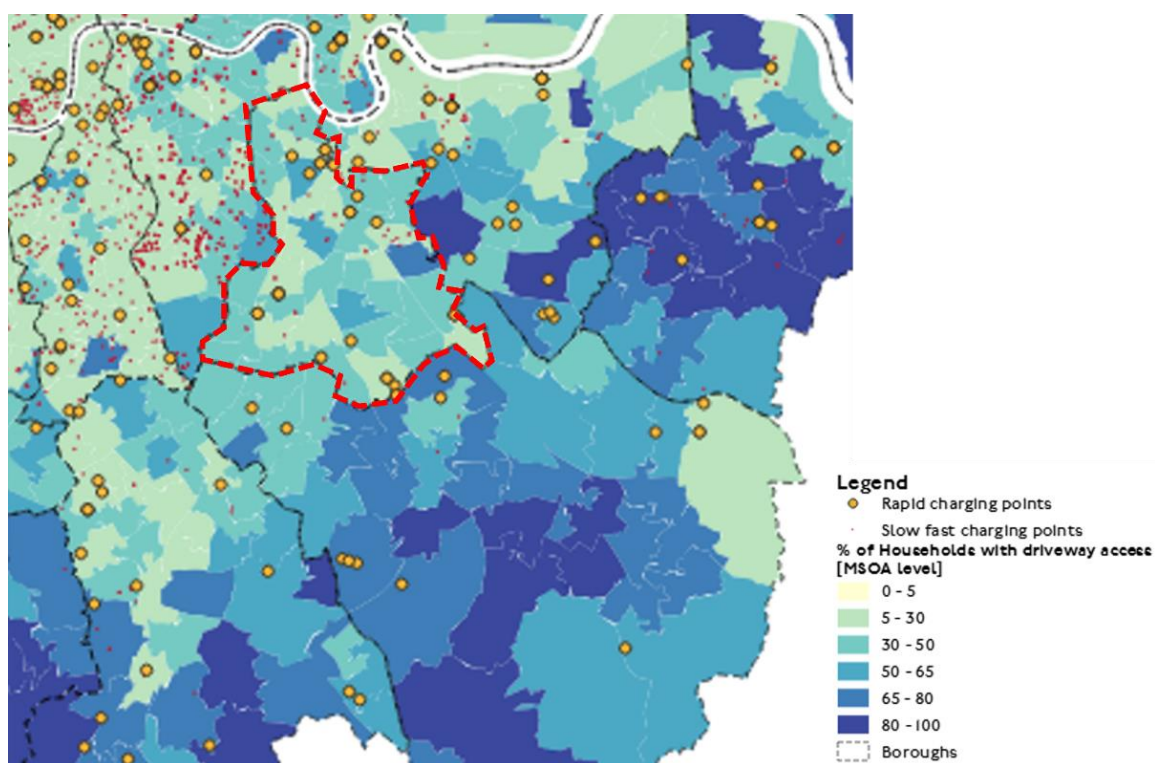 Legend
Rapid charging points
Slow fast charging points
% of Households with driveway access
[MSOA level]
0 - 5
5 - 30
30 - 50
50 - 65
65 - 80
80 - 100
Boroughs